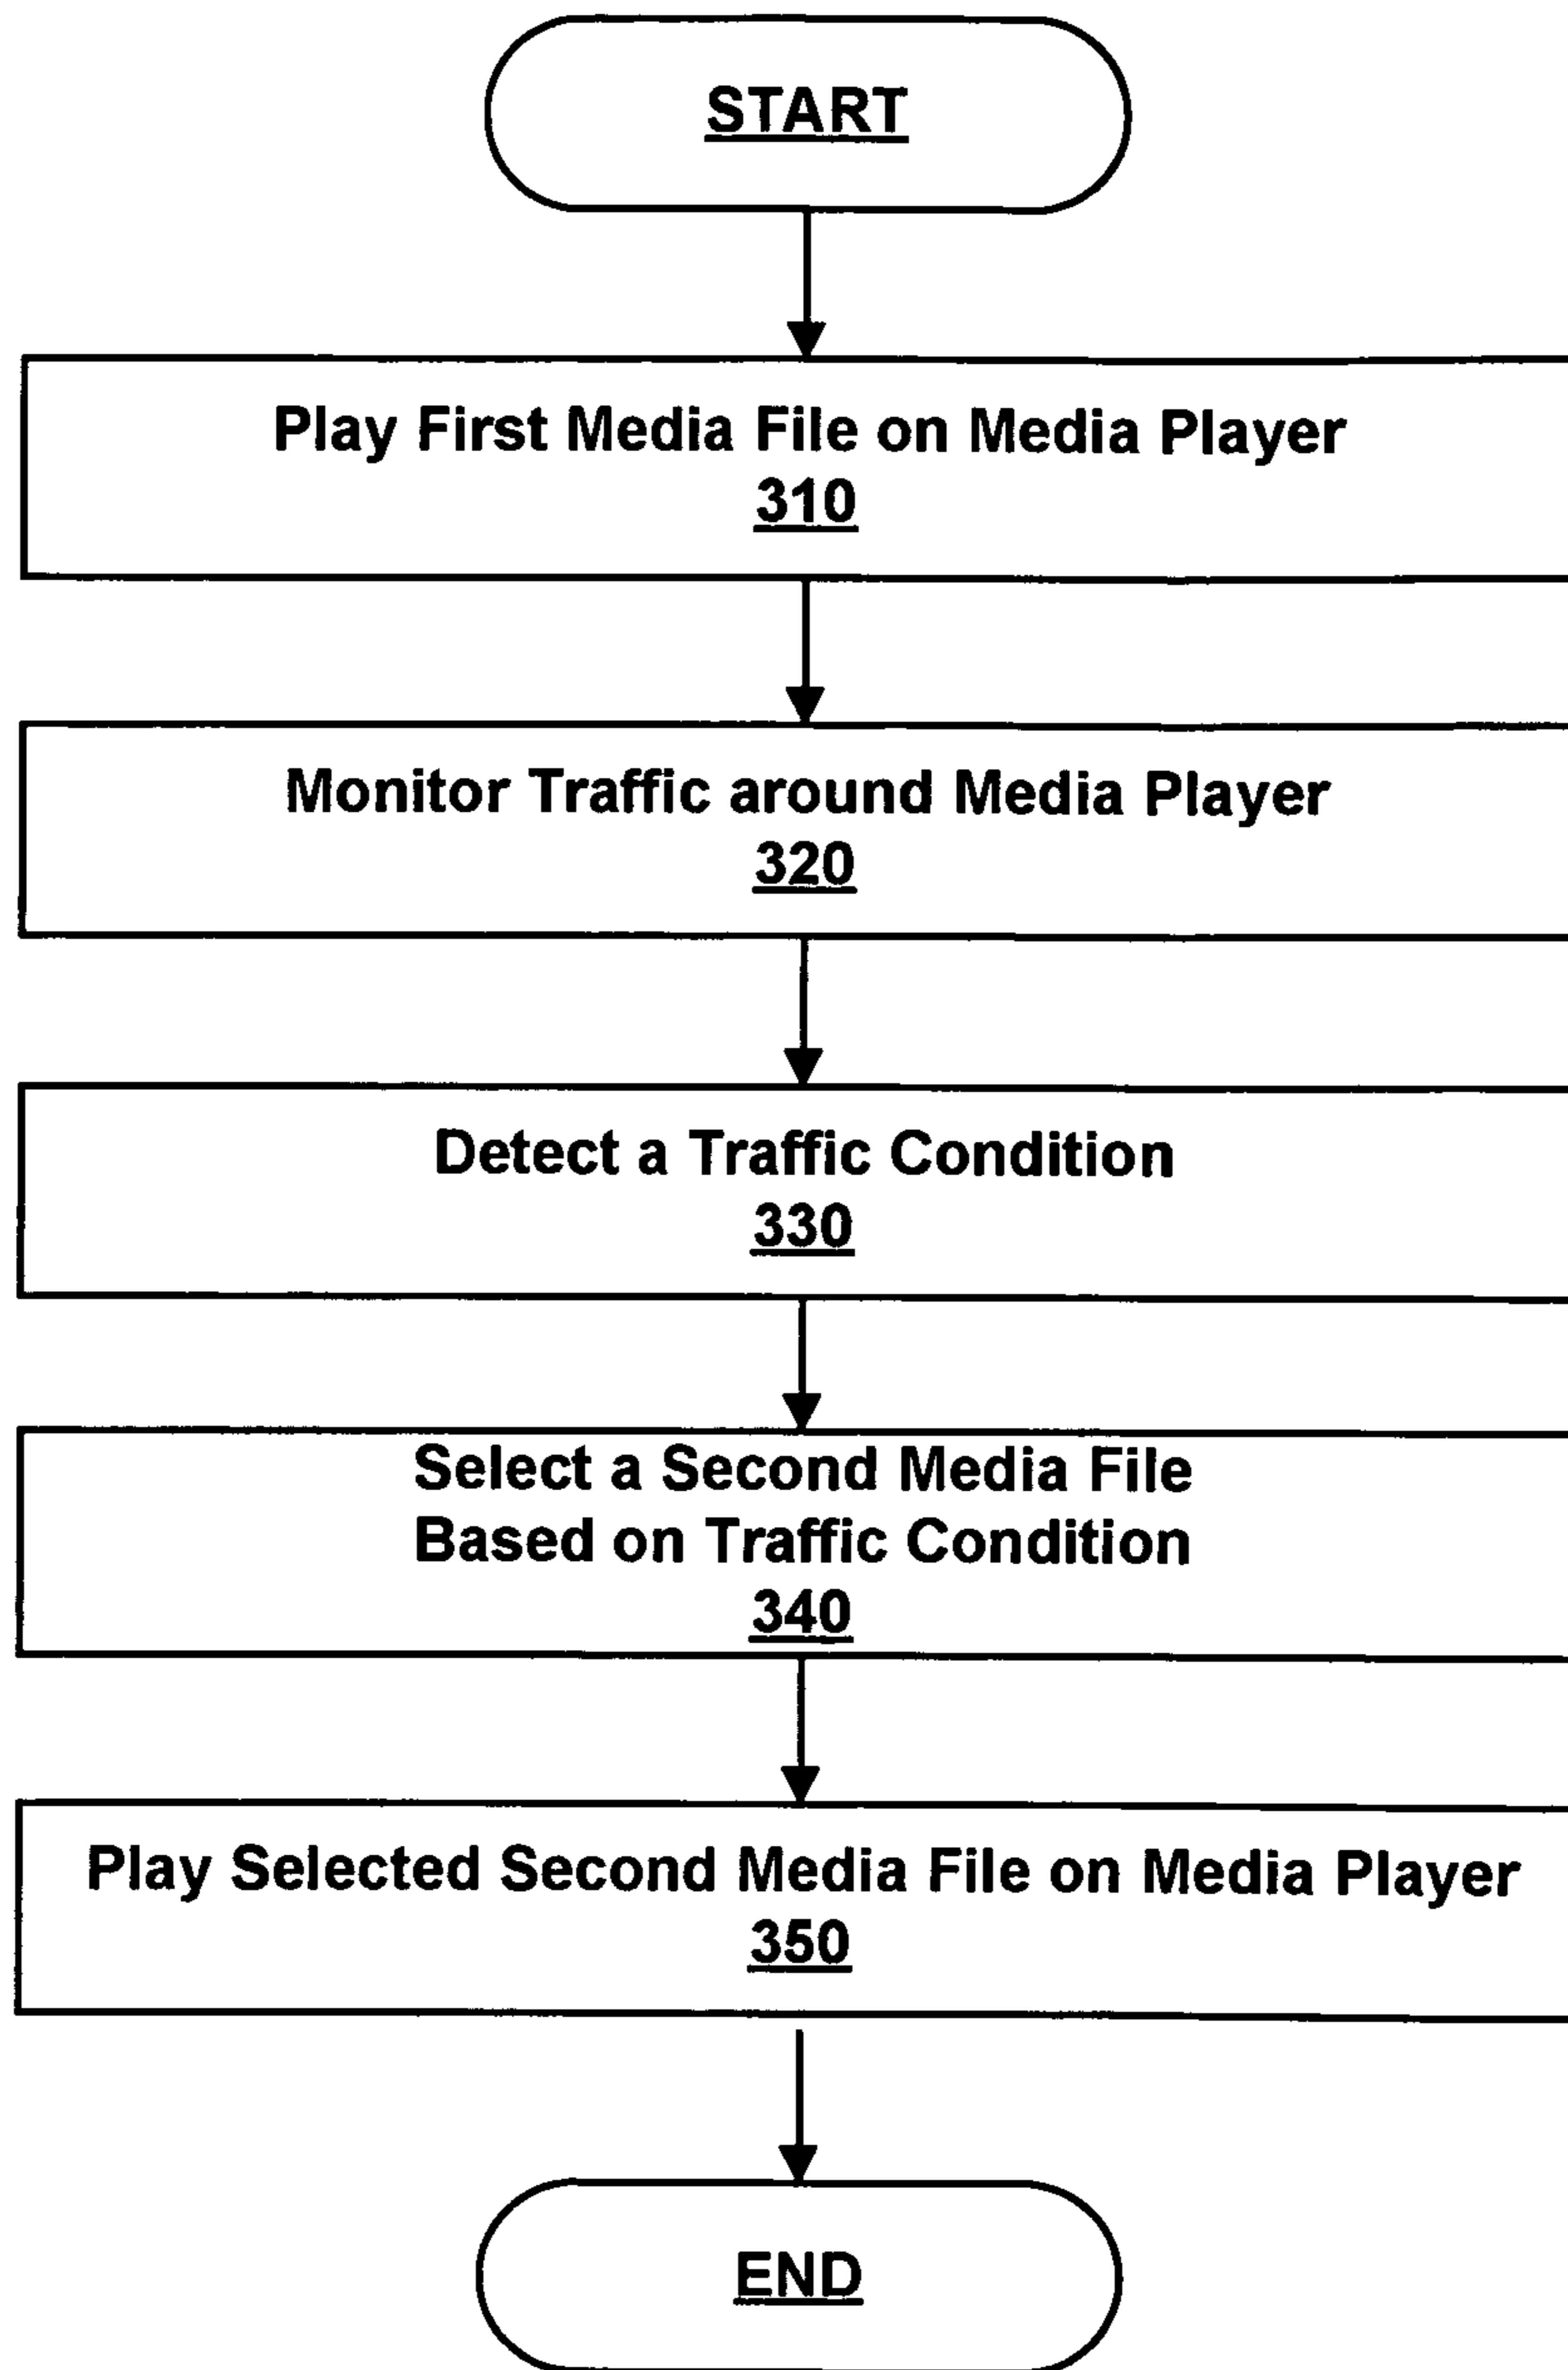 START
Play First Media File on Media Player
310
Monitor Traffic around Media Player
320
Detect a Traffic Condition
330
Select a Second Media File
Based on Traffic Condition
340
Play Selected Second Media File on Media Player
350
END